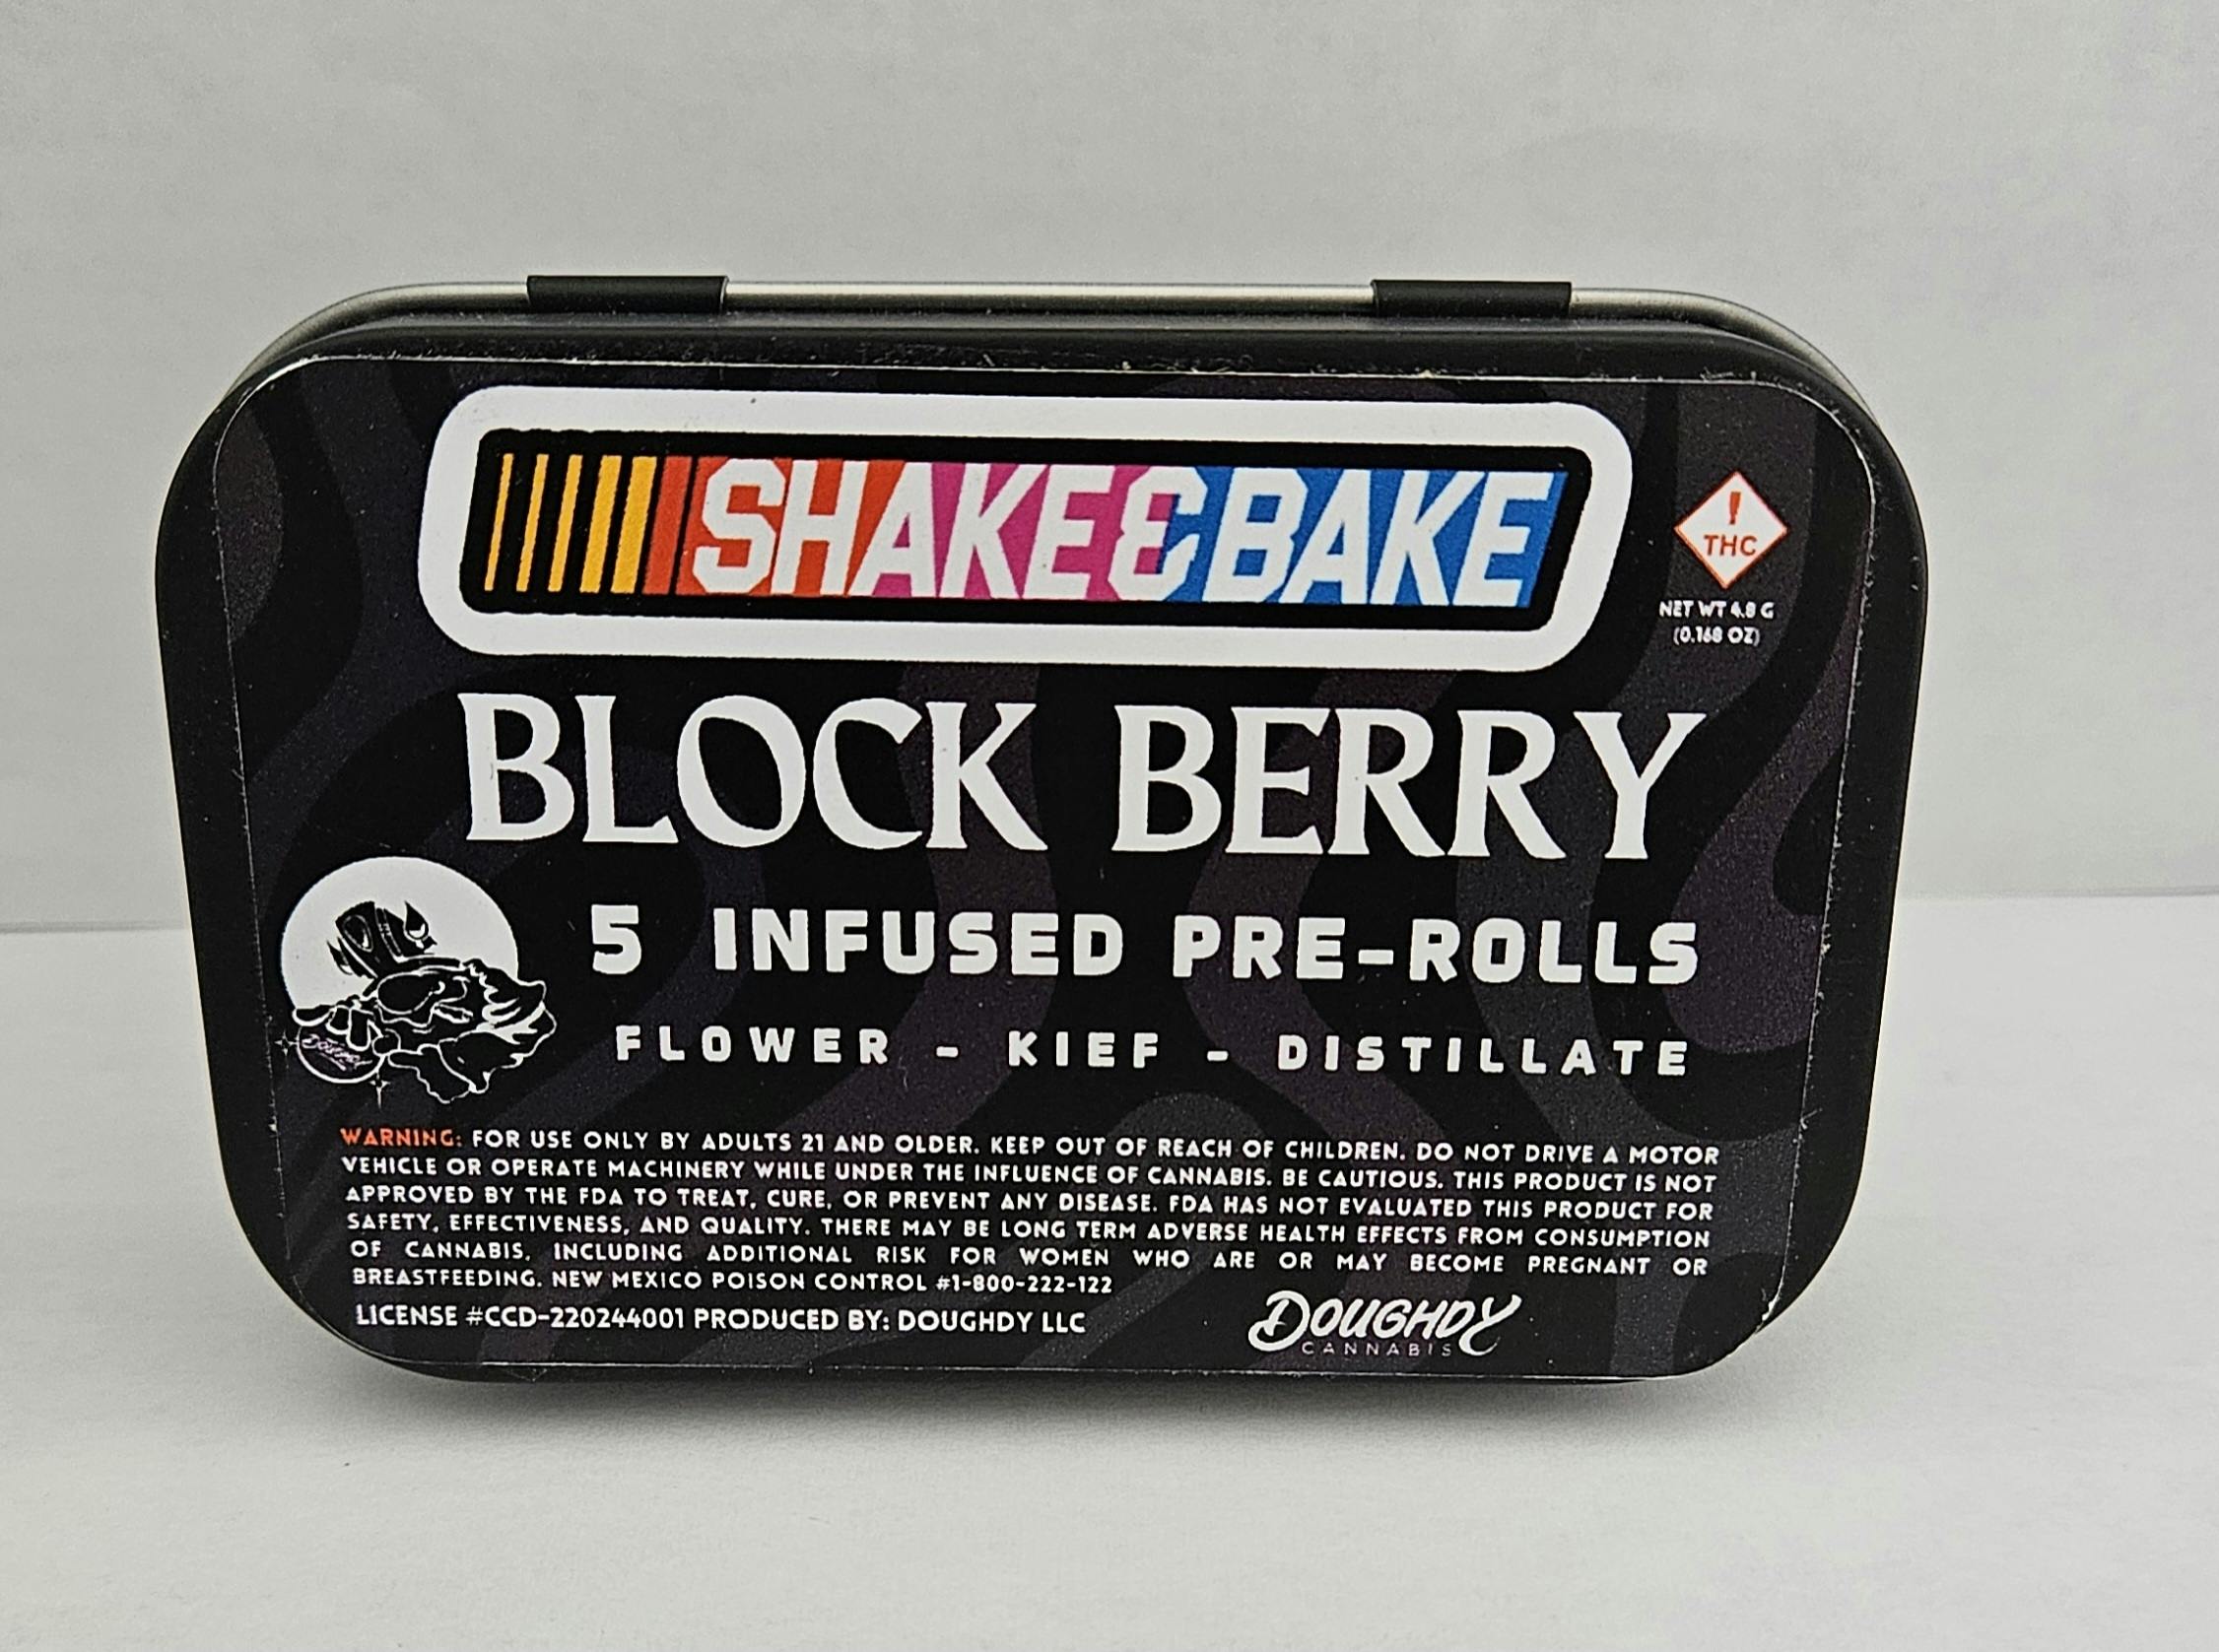 SHAKE&BAKE
THC
NET WT 4.8 G
(0.168 OZ)
BLOCK BERRY
5 INFUSED PRE-ROLLS
FLOWER - KIEF - DISTILLATE
WARNING: FOR USE ONLY BY ADULTS 21 AND OLDER. KEEP OUT OF REACH OF CHILDREN. DO NOT DRIVE A MOTOR
VEHICLE OR OPERATE MACHINERY WHILE UNDER THE INFLUENCE OF CANNABIS. BE CAUTIOUS. THIS PRODUCT IS NOT
APPROVED BY THE FDA TO TREAT, CURE, OR PREVENT ANY DISEASE. FDA HAS NOT EVALUATED THIS PRODUCT FOR
SAFETY, EFFECTIVENESS, AND QUALITY. THERE MAY BE LONG TERM ADVERSE HEALTH EFFECTS FROM CONSUMPTION
OF CANNABIS, INCLUDING ADDITIONAL RISK FOR WOMEN WHO ARE OR MAY BECOME PREGNANT OR
BREASTFEEDING. NEW MEXICO POISON CONTROL #1-800-222-122
LICENSE #CCD-220244001 PRODUCED BY: DOUGHDY LLC
DOUGHDY
CANNABIS